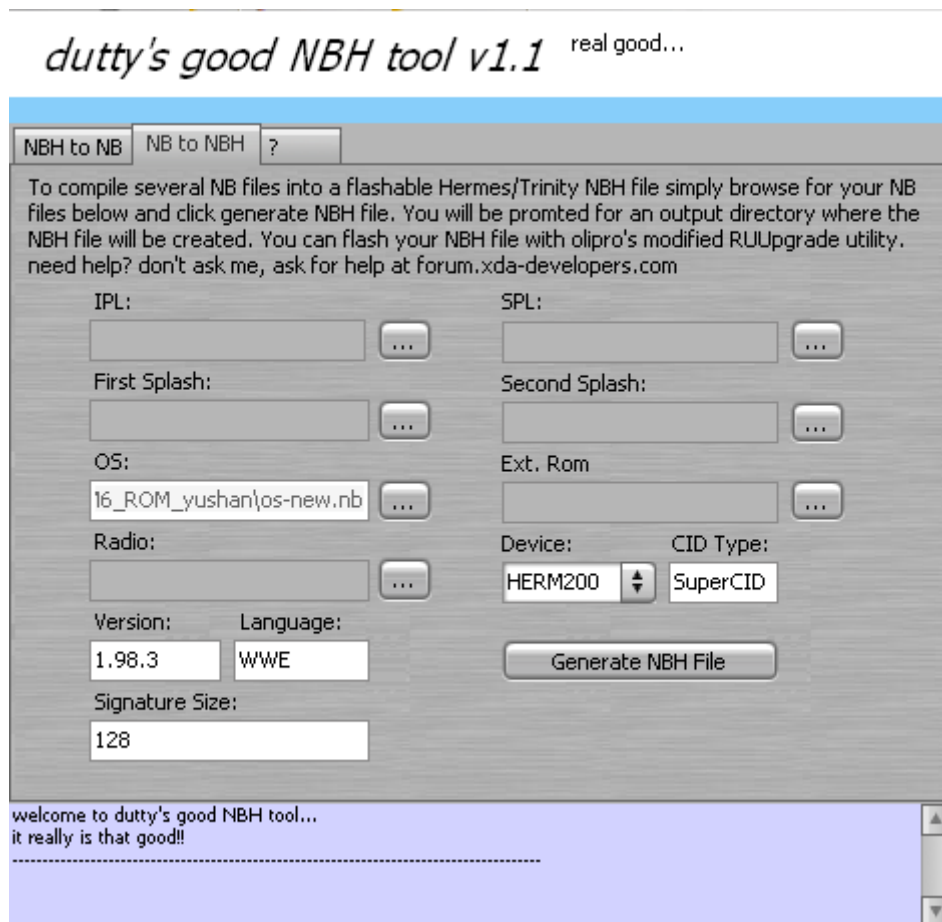 dutty's good NBH tool v1.1 real good...
NBH to NB NB to NBH ?
To compile several NB files into a flashable Hermes/Trinity NBH file simply browse for your NB
files below and click generate NBH file. You will be promted for an output directory where the
NBH file will be created. You can flash your NBH file with olipro's modified RUUpgrade utility.
need help? don't ask me, ask for help at forum.xda-developers.com
IPL: SPL:
... ...
First Splash: Second Splash:
... ...
OS: Ext. Rom
16_ROM_yushan\os-new.nb ... ...
Radio: Device: CID Type:
... HERM200 SuperCID
Version: Language:
1.98.3 WWE Generate NBH File
Signature Size:
128
welcome to dutty's good NBH tool...
it really is that good!!
----------------------------------------------------------------------------------------